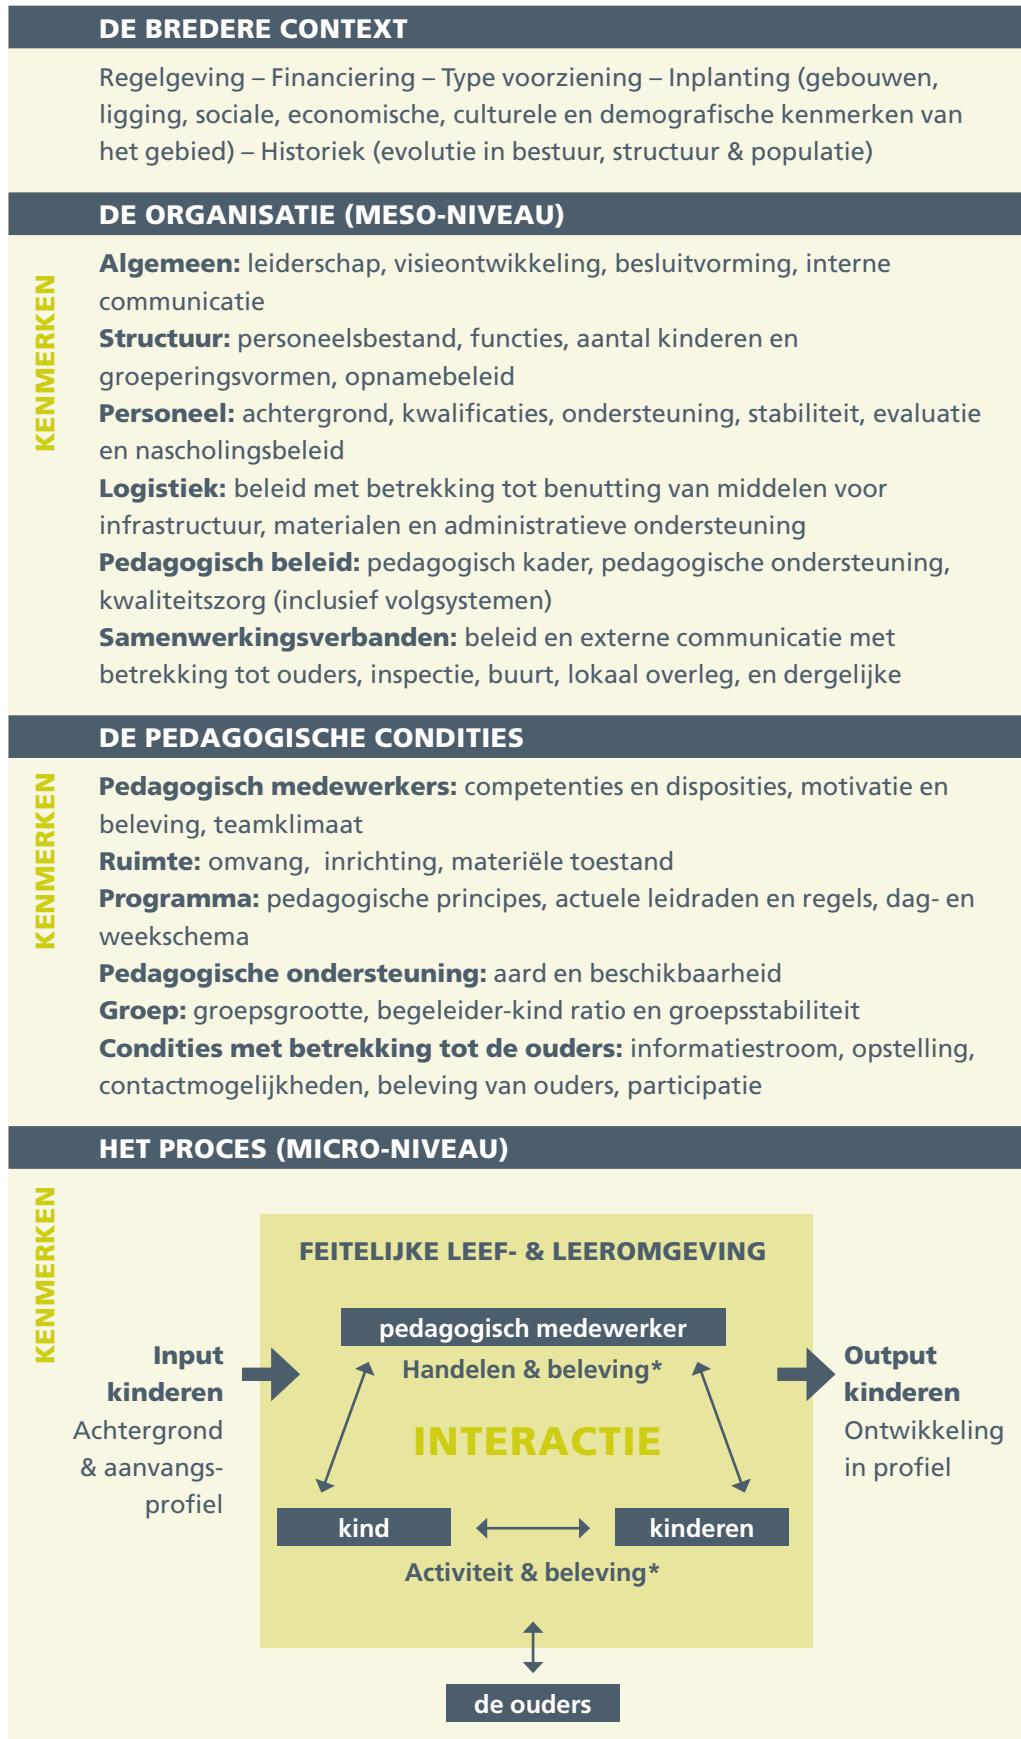 DE BREDERE CONTEXT
Regelgeving – Financiering – Type voorziening – Inplanting (gebouwen,
ligging, sociale, economische, culturele en demografische kenmerken van
het gebied) – Historiek (evolutie in bestuur, structuur & populatie)
DE ORGANISATIE (MESO-NIVEAU)
KENMERKEN
Algemeen: leiderschap, visieontwikkeling, besluitvorming, interne
communicatie
Structuur: personeelsbestand, functies, aantal kinderen en
groeperingsvormen, opnamebeleid
Personeel: achtergrond, kwalificaties, ondersteuning, stabiliteit, evaluatie
en nascholingsbeleid
Logistiek: beleid met betrekking tot benutting van middelen voor
infrastructuur, materialen en administratieve ondersteuning
Pedagogisch beleid: pedagogisch kader, pedagogische ondersteuning,
kwaliteitszorg (inclusief volgsystemen)
Samenwerkingsverbanden: beleid en externe communicatie met
betrekking tot ouders, inspectie, buurt, lokaal overleg, en dergelijke
DE PEDAGOGISCHE CONDITIES
KENMERKEN
Pedagogisch medewerkers: competenties en disposities, motivatie en
beleving, teamklimaat
Ruimte: omvang, inrichting, materiële toestand
Programma: pedagogische principes, actuele leidraden en regels, dag- en
weekschema
Pedagogische ondersteuning: aard en beschikbaarheid
Groep: groepsgrootte, begeleider-kind ratio en groepsstabiliteit
Condities met betrekking tot de ouders: informatiestroom, opstelling,
contactmogelijkheden, beleving van ouders, participatie
HET PROCES (MICRO-NIVEAU)
KENMERKEN
FEITELIJKE LEEF- & LEEROMGEVING
pedagogisch medewerker
Handelen & beleving*
Input
kinderen
Achtergrond
& aanvangs-
profiel
INTERACTIE
Output
kinderen
Ontwikkeling
in profiel
kind
kinderen
Activiteit & beleving*
de ouders